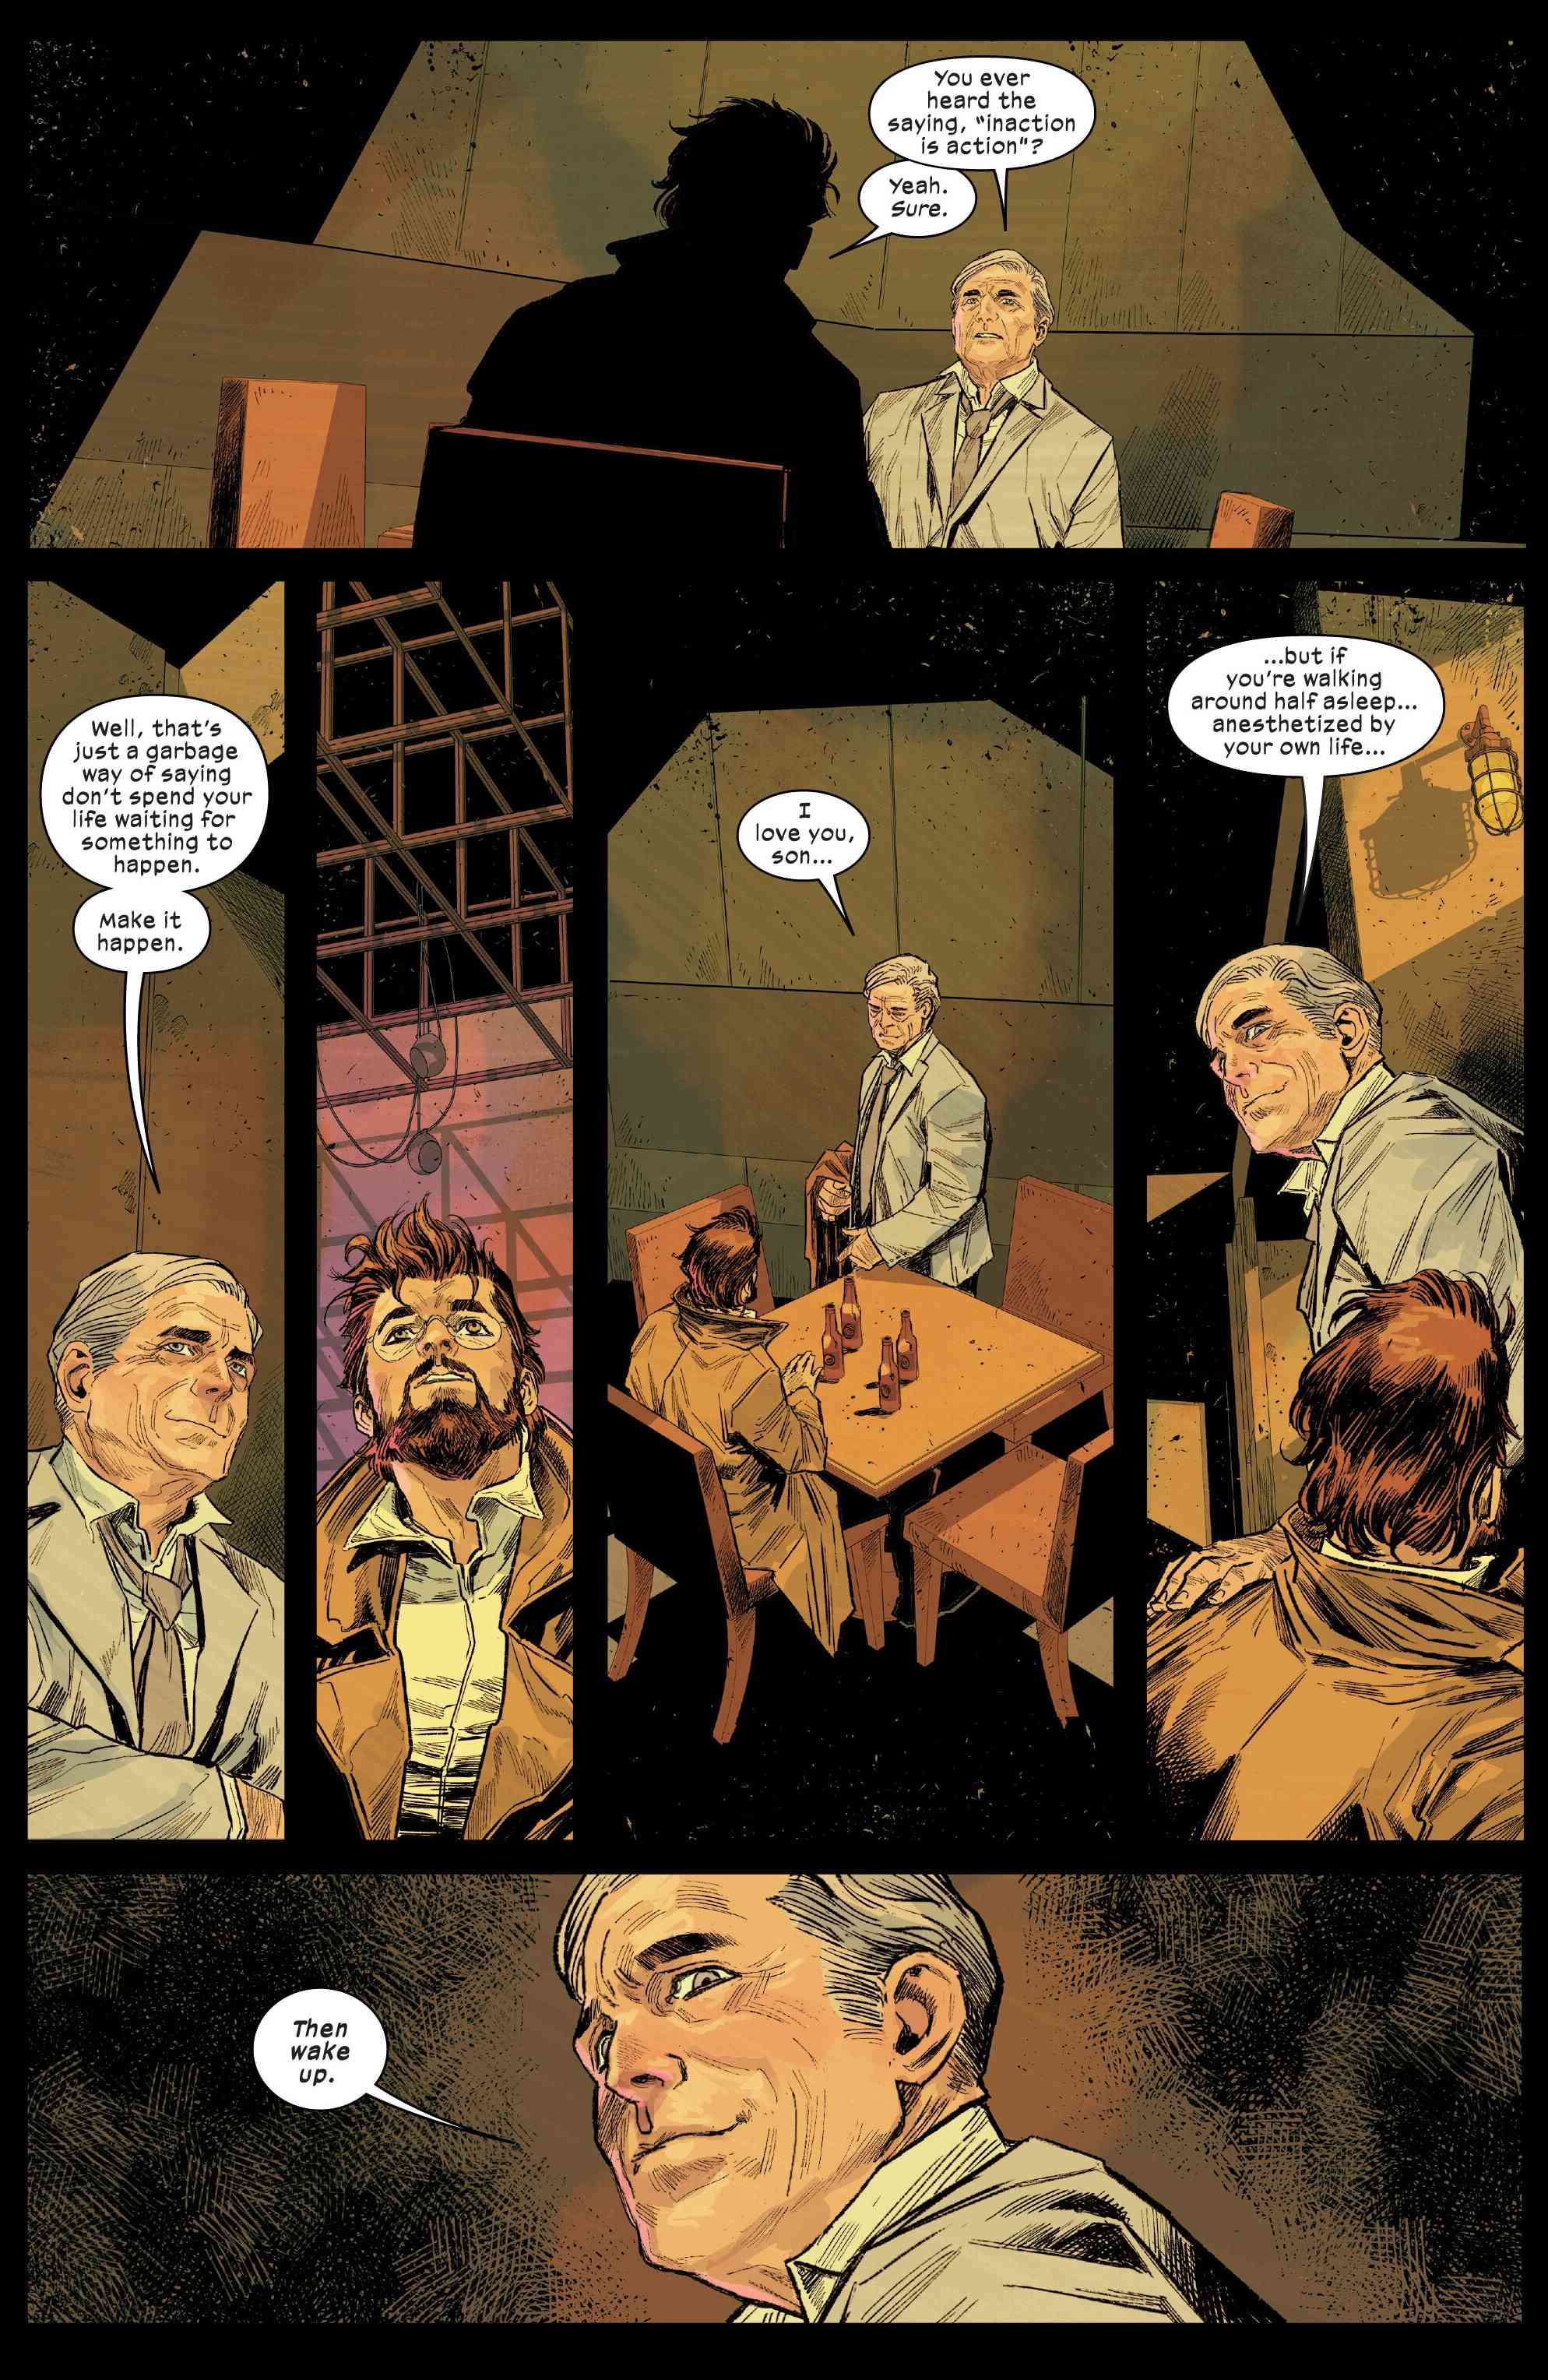 You ever
heard the
saying, "inaction
is action"?
Yeah.
Sure.
Well, that's
just a garbage
way of saying
don't spend your
life waiting for
something to
happen.
Make it
happen.
I
love you,
son...
...but if
you're walking
around half asleep...
anesthetized by
your own life...
Then
wake
up.